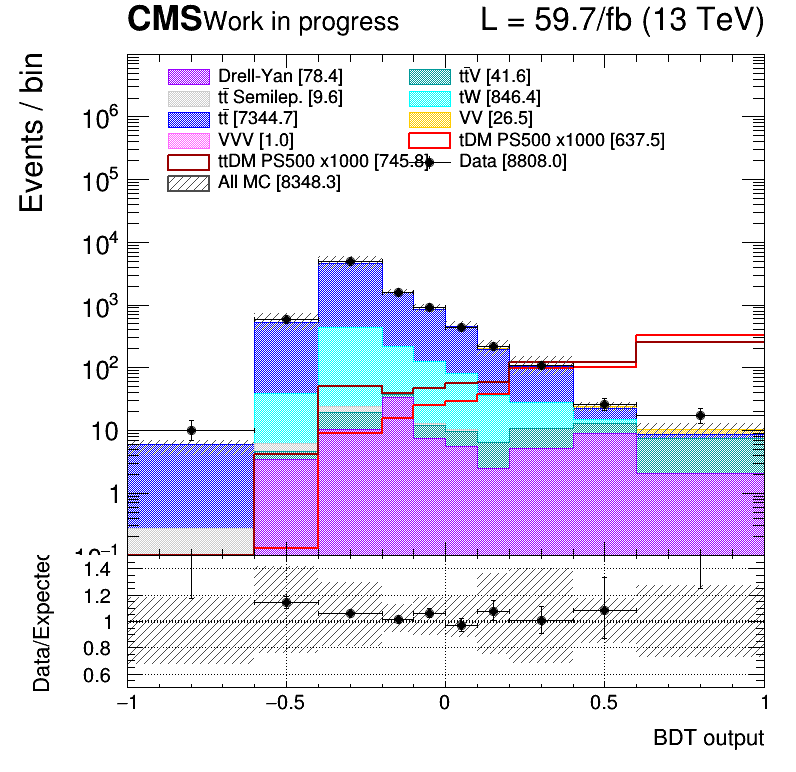 CMS Work in progress L = 59.7/fb (13 TeV)
Events / bin
Drell-Yan [78.4] tt̄V [41.6]
tt̄ Semilep. [9.6] tW [846.4]
tt̄ [7344.7] VV [26.5]
VVV [1.0] tDM PS500 x1000 [637.5]
ttDM PS500 x1000 [745.8] Data [8808.0]
All MC [8348.3]
10⁶
10⁵
10⁴
10³
10²
10
1
10⁻¹
Data/Expected
1.4
1.2
1
0.8
0.6
−1 −0.5 0 0.5 1
BDT output